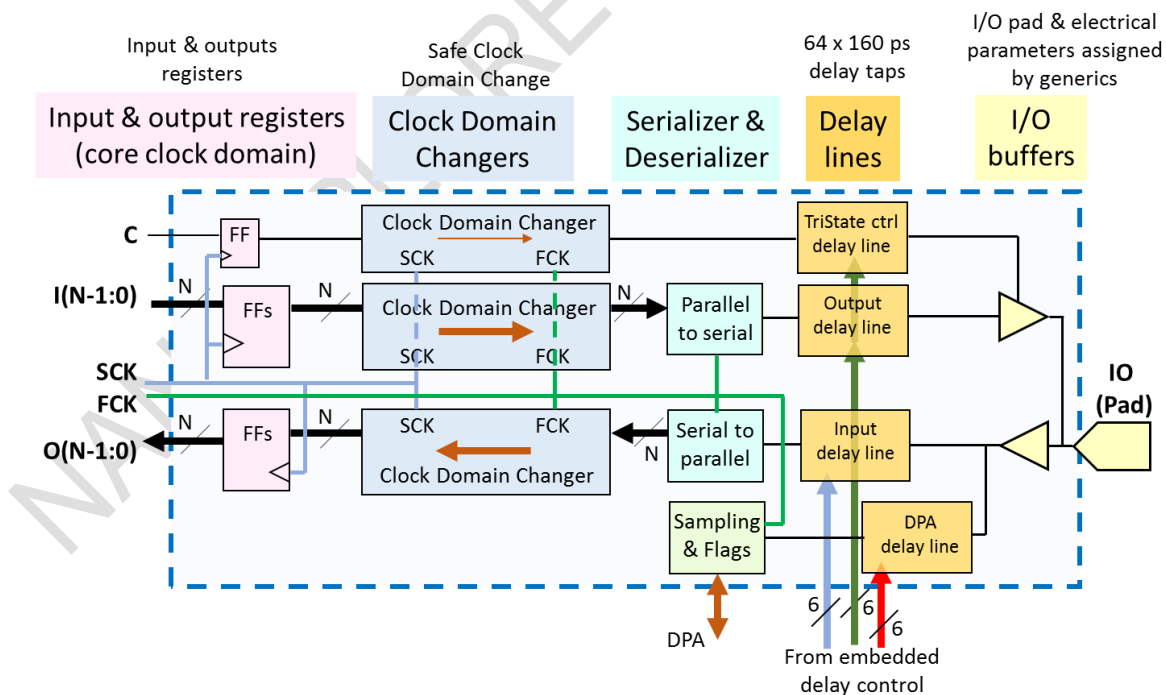 Input & outputs
registers
Safe Clock
Domain Change
64 x 160 ps
delay taps
I/O pad & electrical
parameters assigned
by generics
Input & output registers
(core clock domain)
Clock Domain
Changers
Serializer &
Deserializer
Delay
lines
I/O
buffers
C
FF
Clock Domain Changer
SCK
FCK
TriState ctrl
delay line
I(N-1:0)
N
FFs
N
Clock Domain Changer
SCK
FCK
N
Parallel
to serial
Output
delay line
SCK
FCK
IO
(Pad)
O(N-1:0)
N
FFs
N
SCK
FCK
Clock Domain Changer
N
Serial to
parallel
Input
delay line
Sampling
& Flags
DPA
delay line
DPA
6
6
6
From embedded
delay control